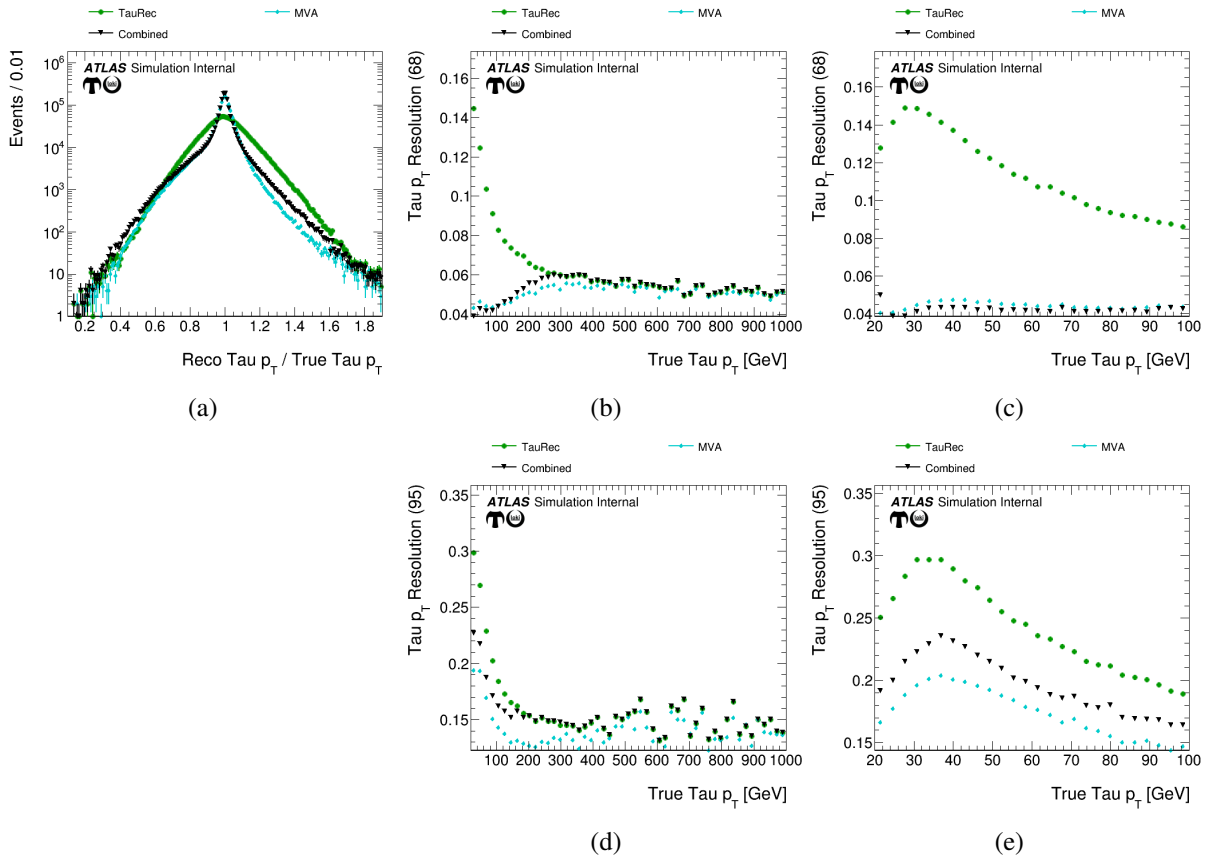 TauRec MVA
Combined
ATLAS Simulation Internal
Events / 0.01
10^6
10^5
10^4
10^3
10^2
10
1
0.2 0.4 0.6 0.8 1 1.2 1.4 1.6 1.8
Reco Tau p_T / True Tau p_T
(a)
TauRec MVA
Combined
ATLAS Simulation Internal
Tau p_T Resolution (68)
0.16
0.14
0.12
0.1
0.08
0.06
0.04
100 200 300 400 500 600 700 800 900 1000
True Tau p_T [GeV]
(b)
TauRec MVA
Combined
ATLAS Simulation Internal
Tau p_T Resolution (68)
0.16
0.14
0.12
0.1
0.08
0.06
0.04
20 30 40 50 60 70 80 90 100
True Tau p_T [GeV]
(c)
TauRec MVA
Combined
ATLAS Simulation Internal
Tau p_T Resolution (95)
0.35
0.3
0.25
0.2
0.15
100 200 300 400 500 600 700 800 900 1000
True Tau p_T [GeV]
(d)
TauRec MVA
Combined
ATLAS Simulation Internal
Tau p_T Resolution (95)
0.35
0.3
0.25
0.2
0.15
20 30 40 50 60 70 80 90 100
True Tau p_T [GeV]
(e)